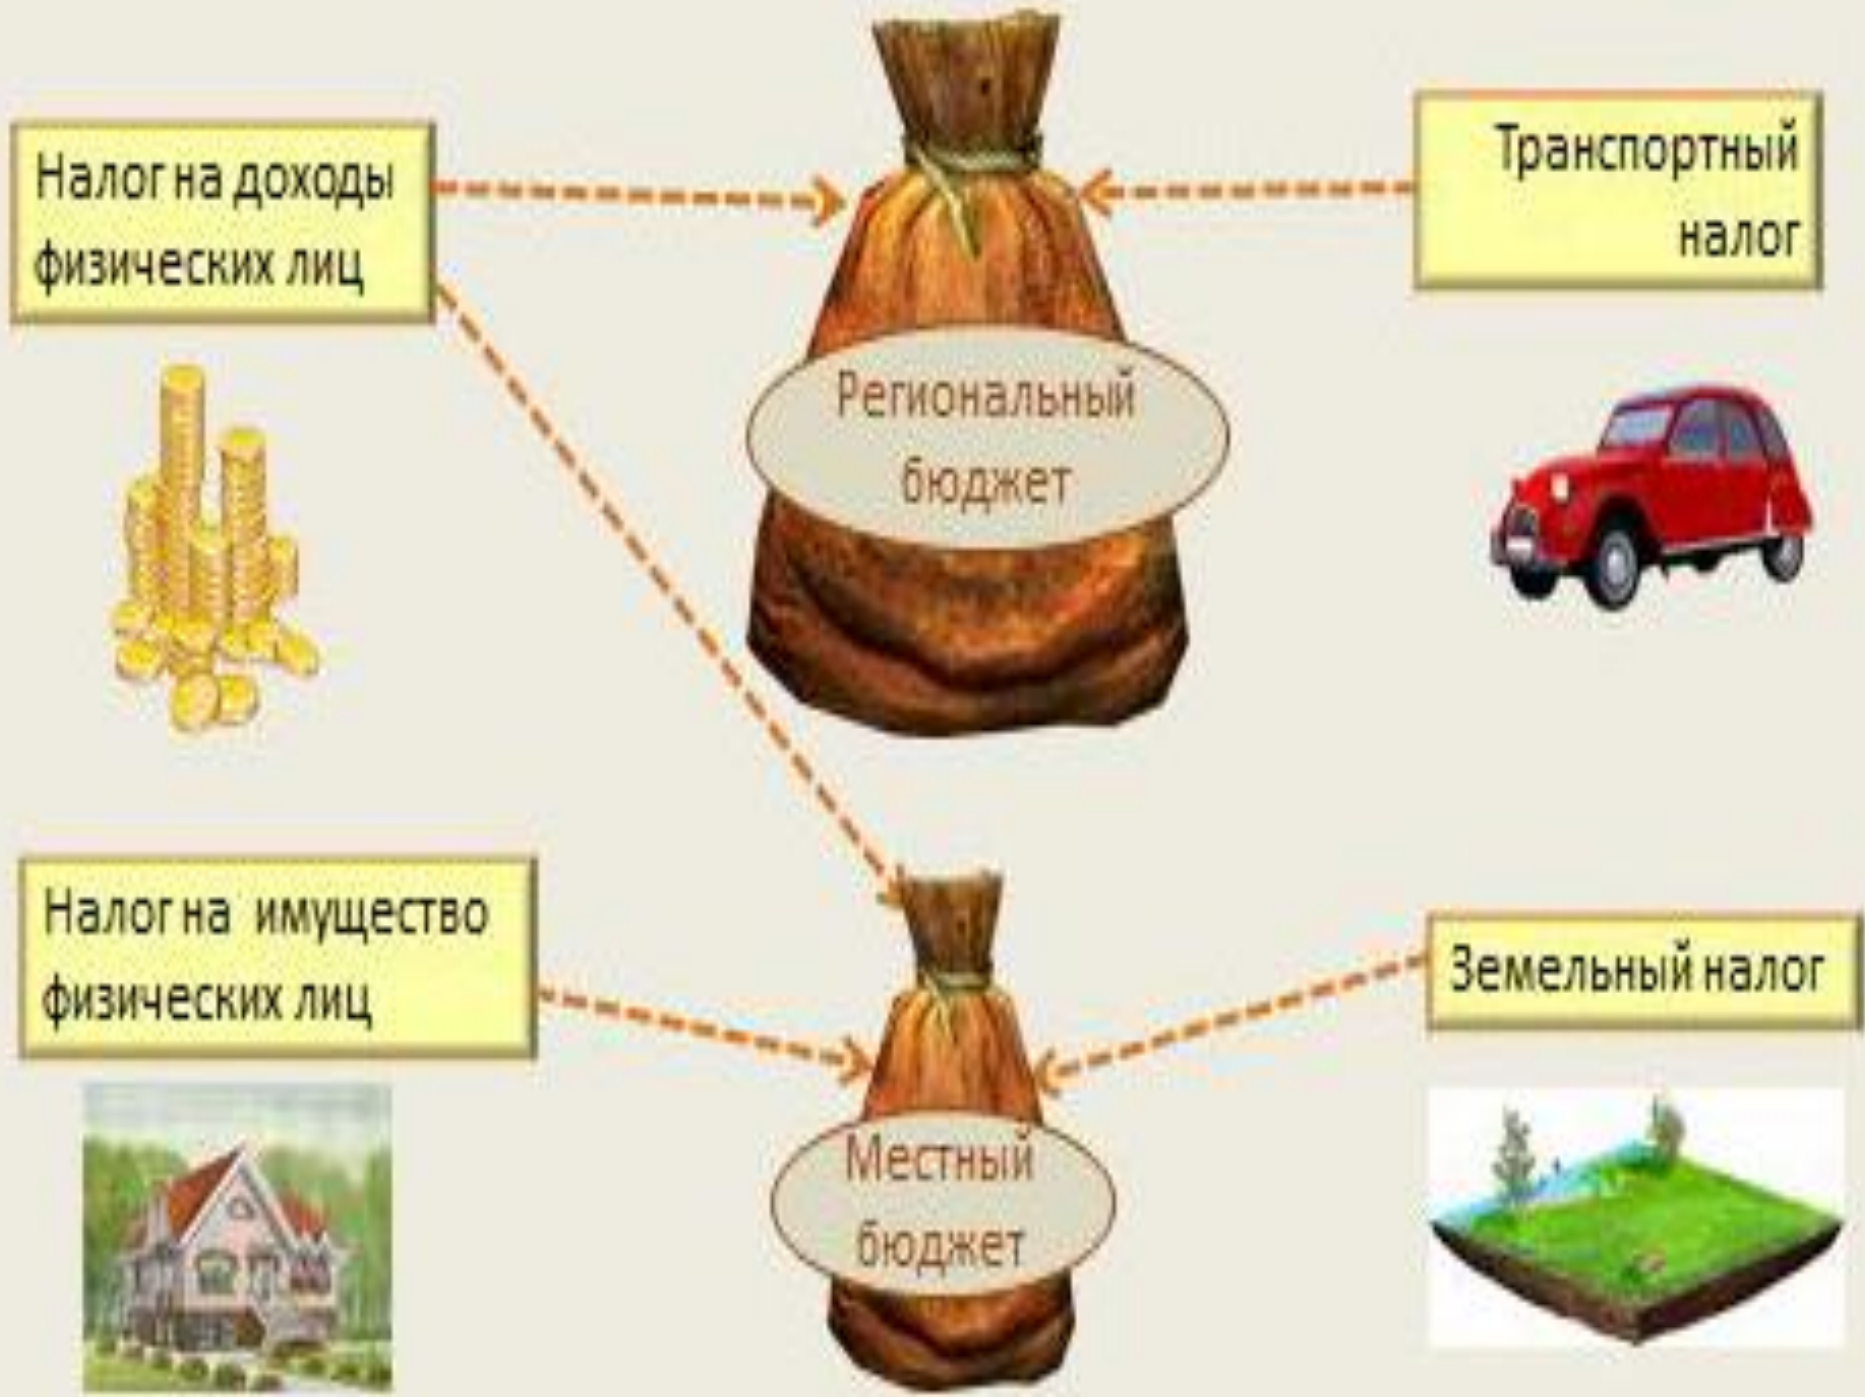 Налог на доходы
физических лиц
Транспортный
налог
Региональный
бюджет
Налог на имущество
физических лиц
Земельный налог
Местный
бюджет